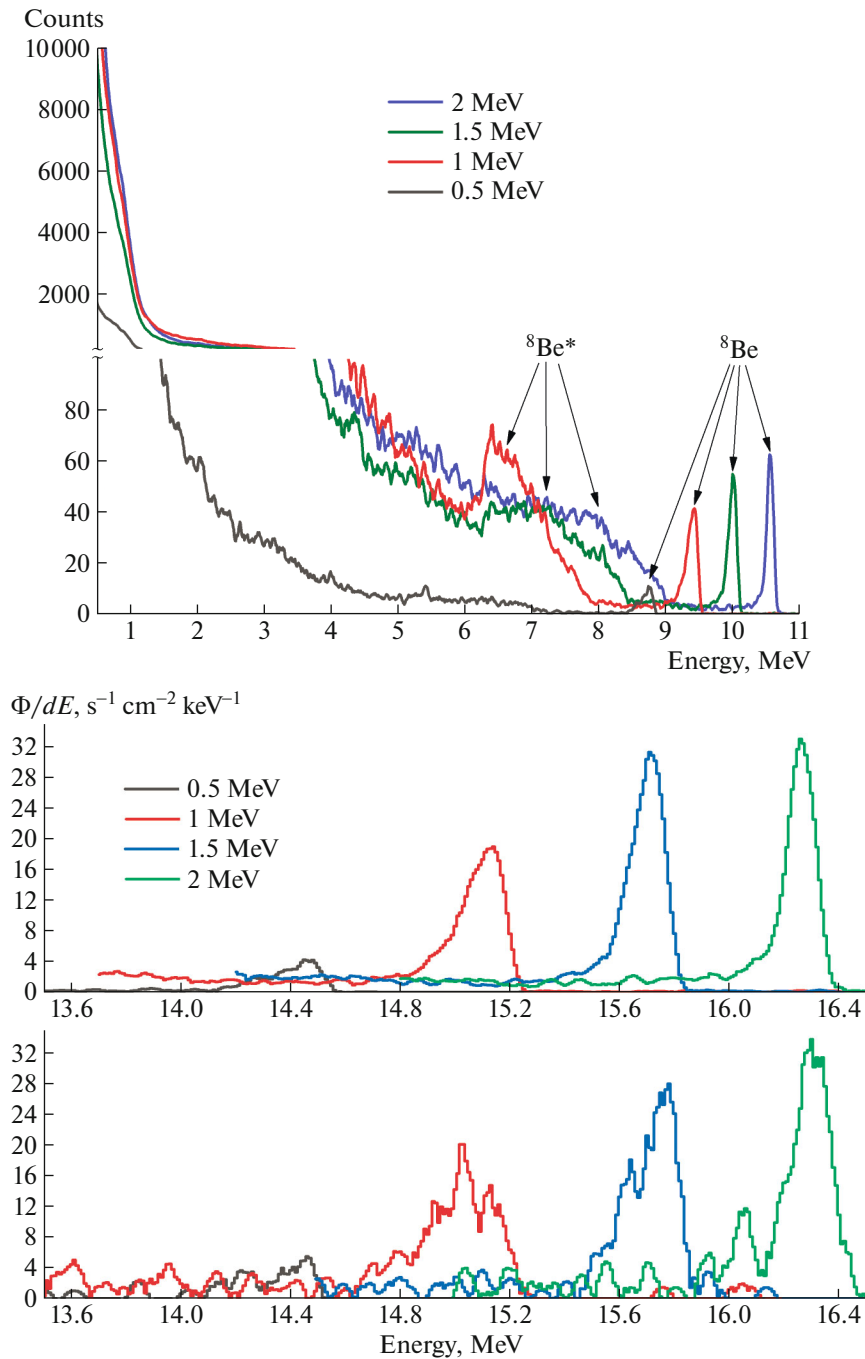 Counts
10000
8000
6000
4000
2000
80
60
40
20
0
2 MeV
1.5 MeV
1 MeV
0.5 MeV
⁸Be*
⁸Be
1 2 3 4 5 6 7 8 9 10 11
Energy, MeV
Φ/dE, s⁻¹ cm⁻² keV⁻¹
32
28
24
20
16
12
8
4
0
0.5 MeV
1 MeV
1.5 MeV
2 MeV
13.6 14.0 14.4 14.8 15.2 15.6 16.0 16.4
32
28
24
20
16
12
8
4
0
13.6 14.0 14.4 14.8 15.2 15.6 16.0 16.4
Energy, MeV